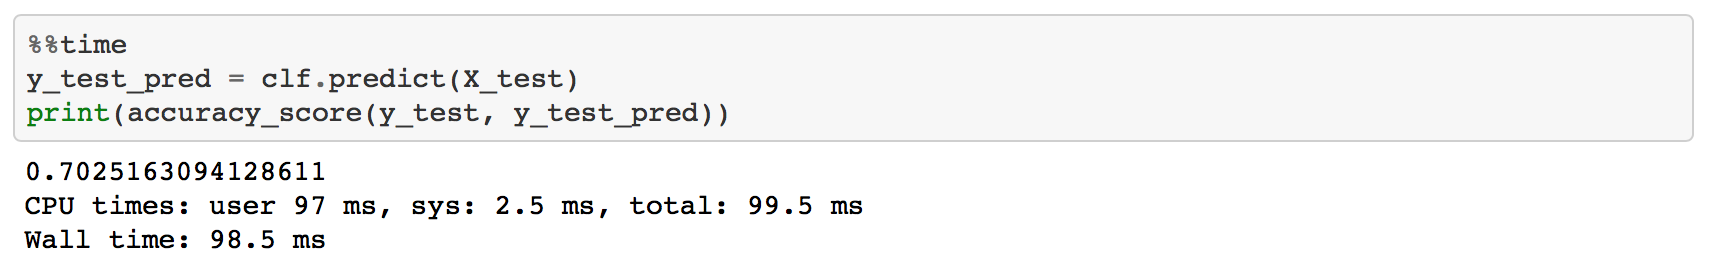 %%time
y_test_pred = clf.predict(X_test)
print(accuracy_score(y_test, y_test_pred))
0.7025163094128611
CPU times: user 97 ms, sys: 2.5 ms, total: 99.5 ms
Wall time: 98.5 ms